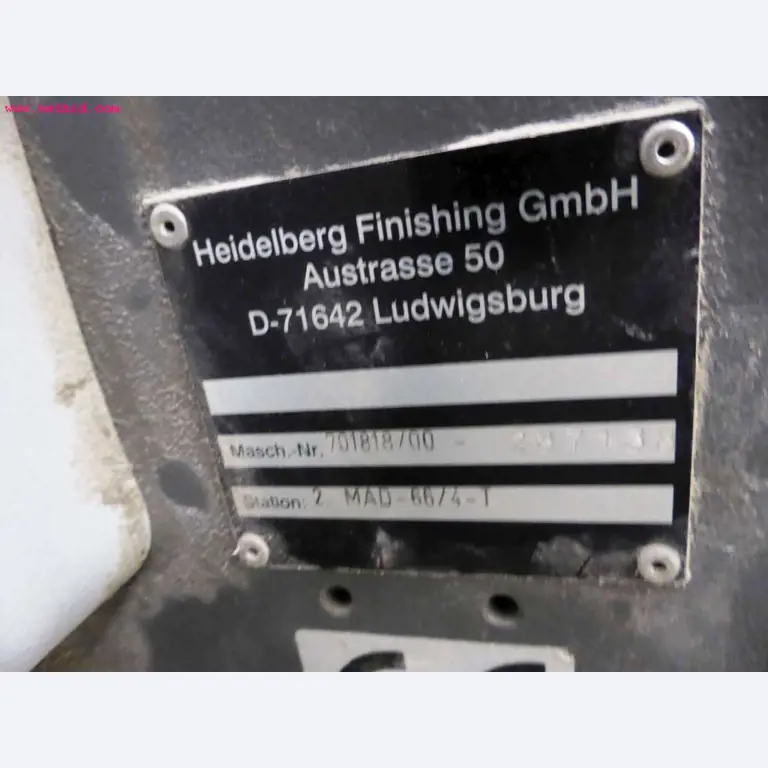 Heidelberg Finishing GmbH
Austrasse 50
D-71642 Ludwigsburg
Masch.-Nr. 701818/00 -
Station: 2 MAD-66/4-T